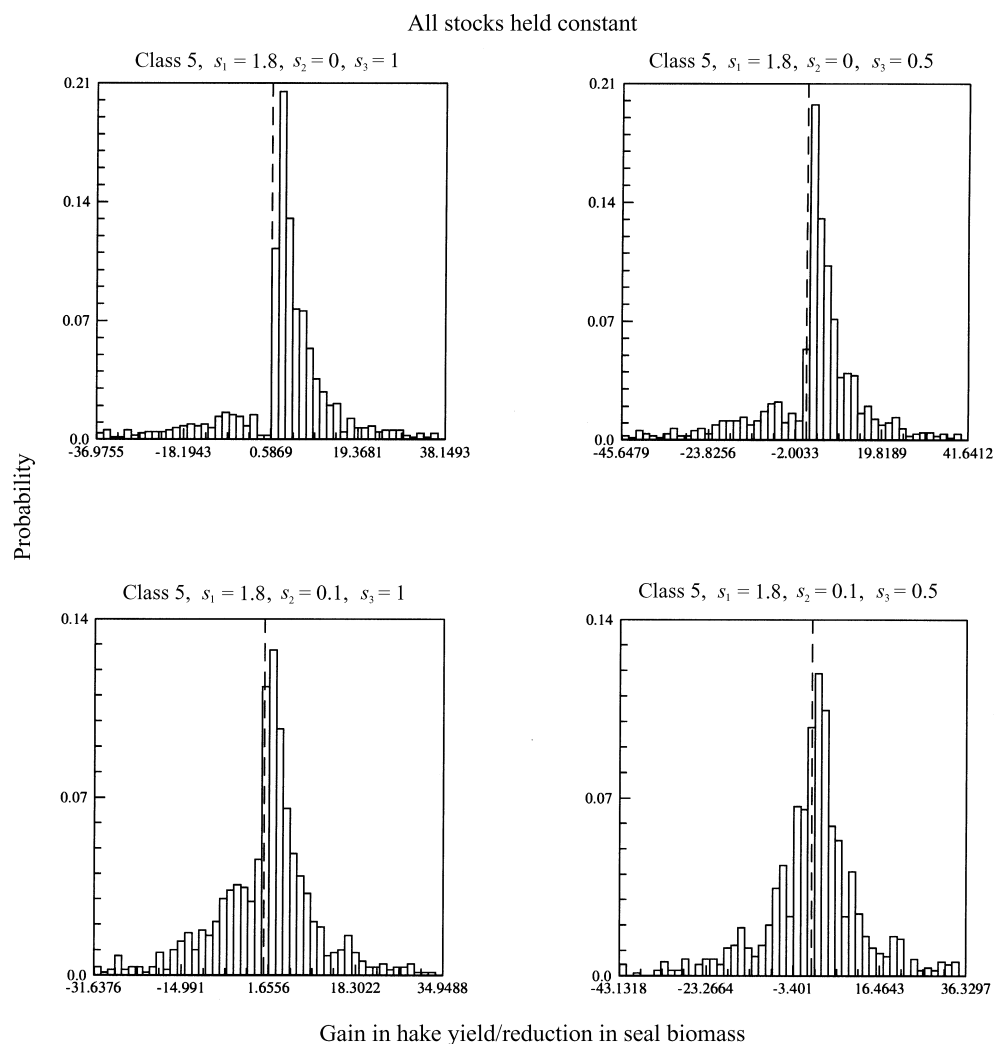 All stocks held constant
Class 5, s₁ = 1.8, s₂ = 0, s₃ = 1
0.21
0.14
0.07
0.0
-36.9755 -18.1943 0.5869 19.3681 38.1493
Class 5, s₁ = 1.8, s₂ = 0, s₃ = 0.5
0.21
0.14
0.07
0.0
-45.6479 -23.8256 -2.0033 19.8189 41.6412
Probability
Class 5, s₁ = 1.8, s₂ = 0.1, s₃ = 1
0.14
0.07
0.0
-31.6376 -14.991 1.6556 18.3022 34.9488
Class 5, s₁ = 1.8, s₂ = 0.1, s₃ = 0.5
0.14
0.07
0.0
-43.1318 -23.2664 -3.401 16.4643 36.3297
Gain in hake yield/reduction in seal biomass